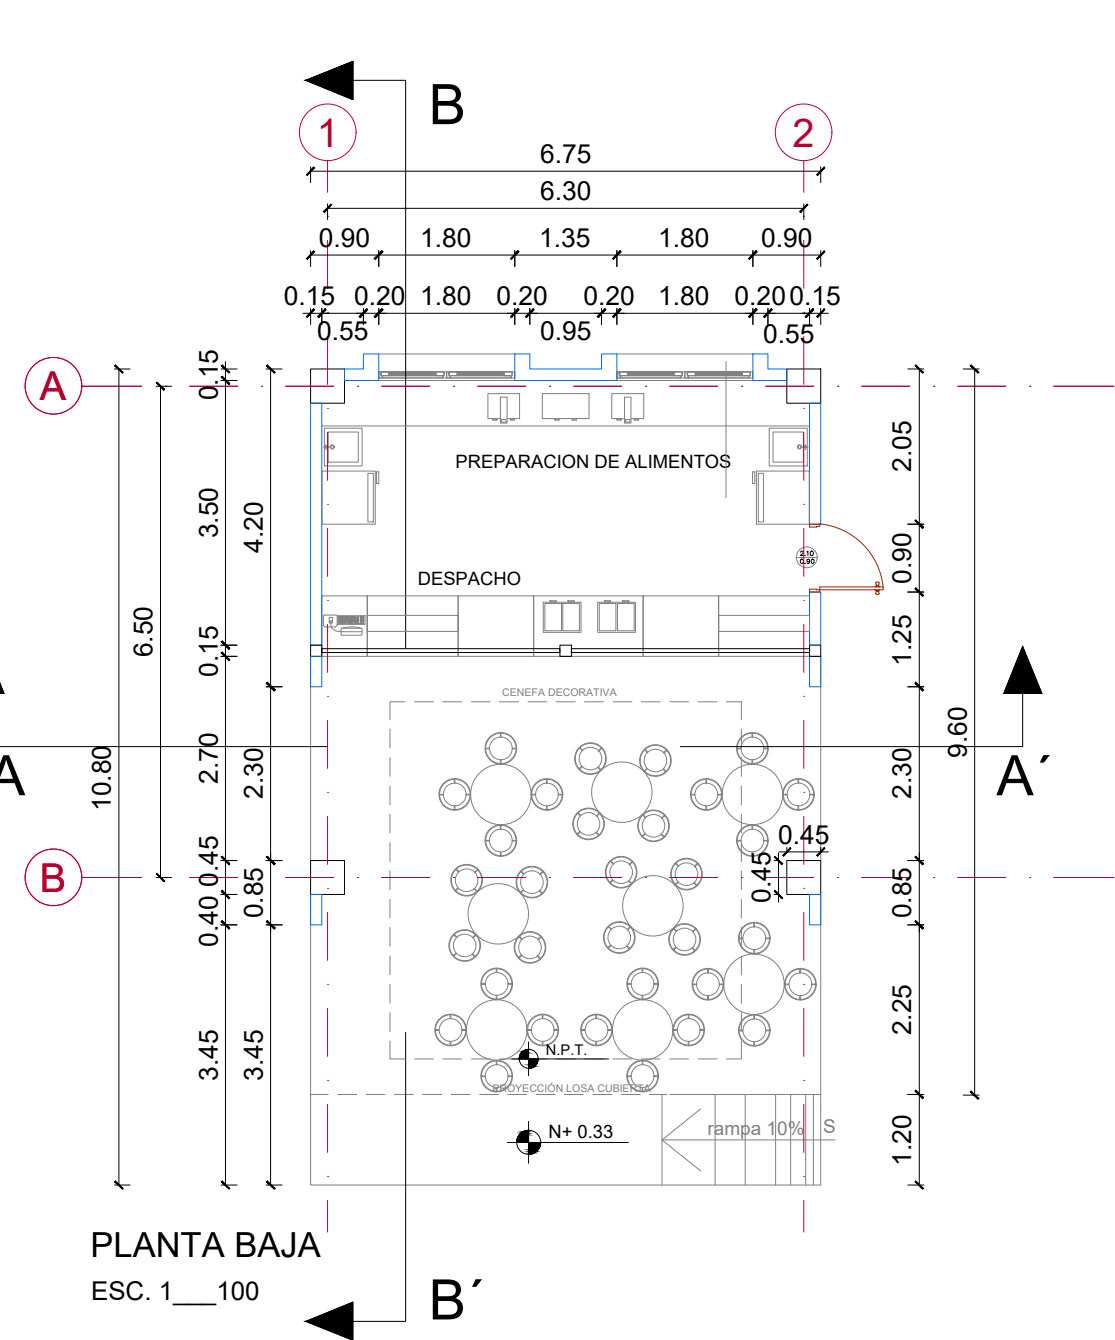 B
1
2
6.75
6.30
0.90 1.80 1.35 1.80 0.90
0.15 0.20 1.80 0.20 0.20 1.80 0.20 0.15
0.55 0.95 0.55
A
0.15
3.50
4.20
6.50
0.15
10.80
2.70
2.30
0.45
0.85
0.40
3.45
3.45
PREPARACION DE ALIMENTOS
2.10
0.90
DESPACHO
CENEFA DECORATIVA
2.05
0.90
1.25
2.30
9.60
0.85
2.25
1.20
A
A´
0.45
0.45
B
N.P.T.
PROYECCIÓN LOSA CUBIERTA
N+ 0.33
rampa 10% S
PLANTA BAJA
ESC. 1___100
B´